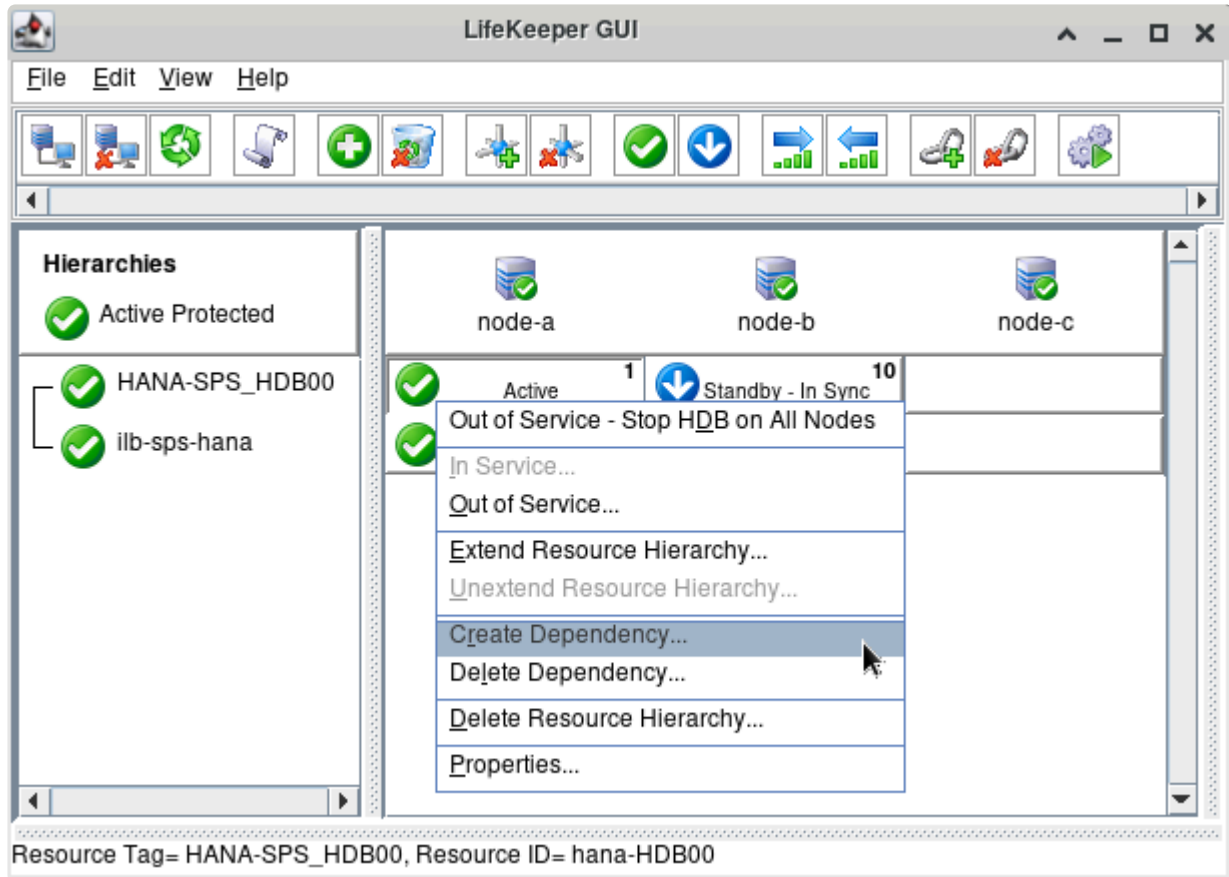 LifeKeeper GUI
File Edit View Help
Hierarchies
Active Protected
HANA-SPS_HDB00
ilb-sps-hana
node-a node-b node-c
Active 1 Standby - In Sync 10
Out of Service - Stop HDB on All Nodes
In Service...
Out of Service...
Extend Resource Hierarchy...
Unextend Resource Hierarchy...
Create Dependency...
Delete Dependency...
Delete Resource Hierarchy...
Properties...
Resource Tag= HANA-SPS_HDB00, Resource ID= hana-HDB00